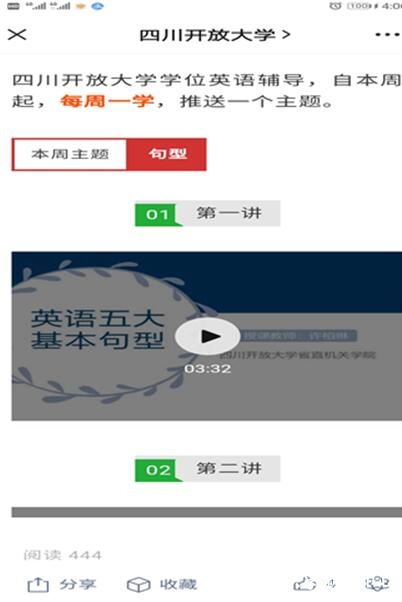 4:00
四川开放大学 >
四川开放大学学位英语辅导，自本周
起，每周一学，推送一个主题。
本周主题 句型
01 第一讲
英语五大
基本句型
授课教师：许柏琳
四川开放大学省直机关学院
03:32
02 第二讲
阅读 444
分享 收藏